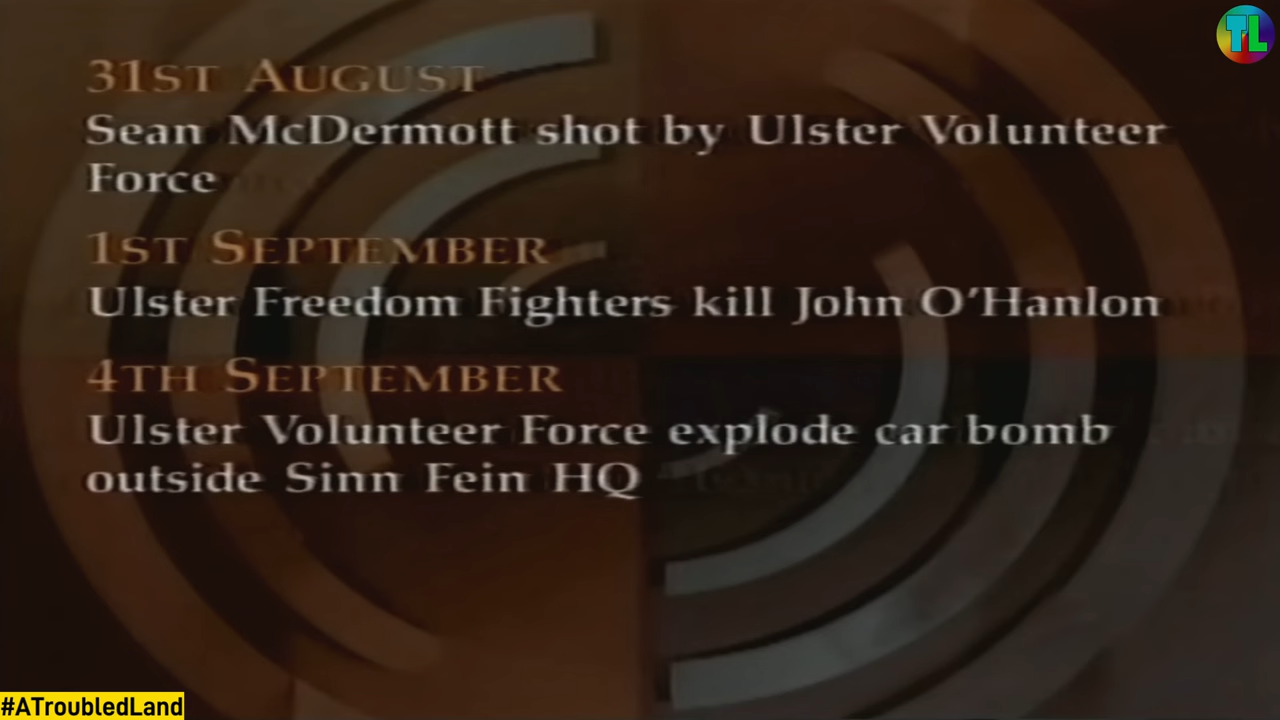 TL
31ST AUGUST
Sean McDermott shot by Ulster Volunteer
Force
1ST SEPTEMBER
Ulster Freedom Fighters kill John O'Hanlon
4TH SEPTEMBER
Ulster Volunteer Force explode car bomb
outside Sinn Fein HQ
#ATroubledLand